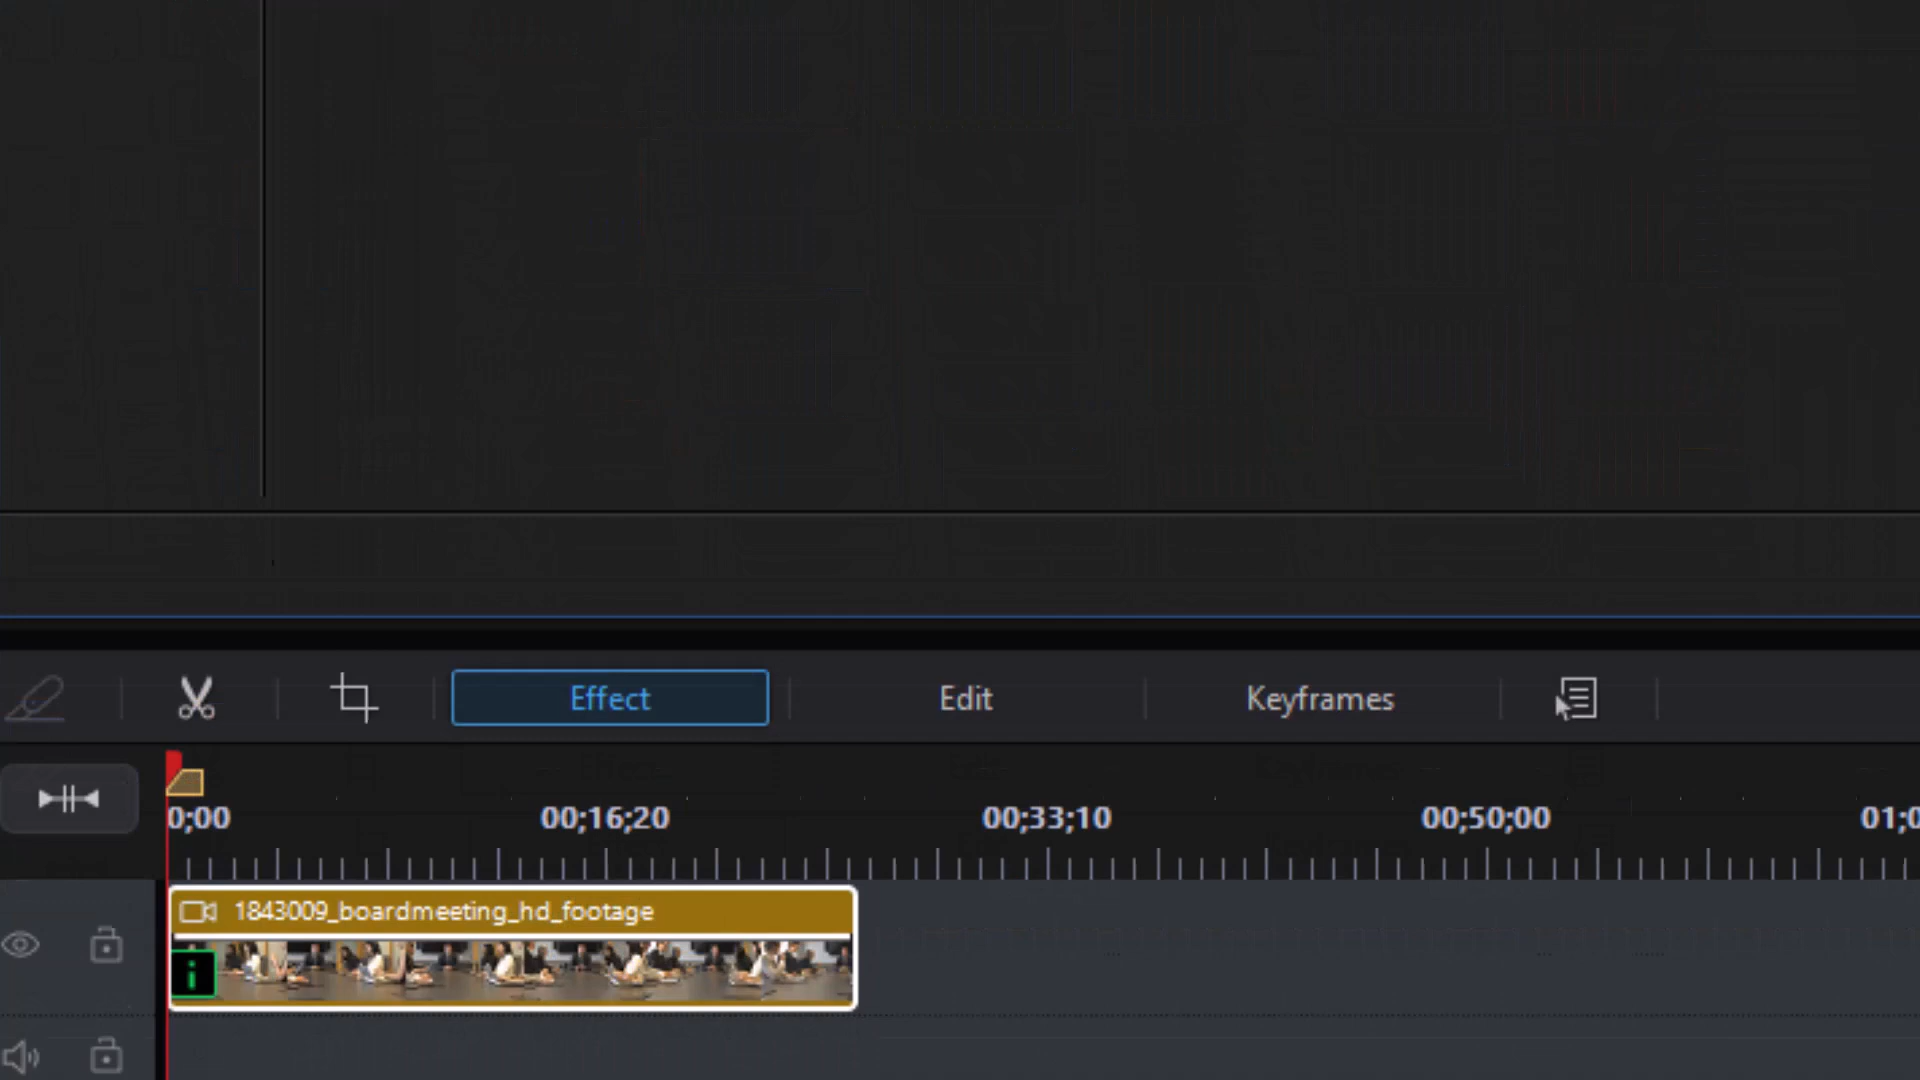 Effect Edit Keyframes
0;00 00;16;20 00;33;10 00;50;00 01;0
1843009_boardmeeting_hd_footage
i